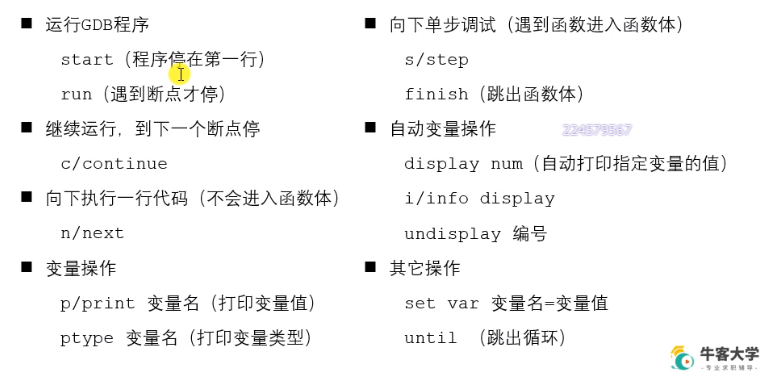 ■ 运行GDB程序
start（程序停在第一行）
run（遇到断点才停）
■ 继续运行，到下一个断点停
c/continue
■ 向下执行一行代码（不会进入函数体）
n/next
■ 变量操作
p/print 变量名（打印变量值）
ptype 变量名（打印变量类型）
■ 向下单步调试（遇到函数进入函数体）
s/step
finish（跳出函数体）
■ 自动变量操作
224579567
display num（自动打印指定变量的值）
i/info display
undisplay 编号
■ 其它操作
set var 变量名=变量值
until （跳出循环）
牛客大学
-专业求职辅导-